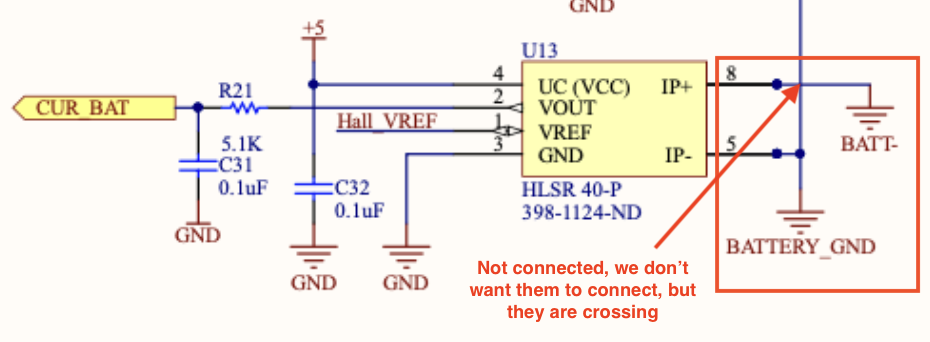 GND
+5
U13
R21
4
UC (VCC)
IP+
8
CUR_BAT
2
VOUT
Hall_VREF
1
VREF
BATT-
5.1K
3
GND
IP-
5
C31
0.1uF
C32
0.1uF
HLSR 40-P
398-1124-ND
GND
BATTERY_GND
GND
GND
Not connected, we don't
want them to connect, but
they are crossing